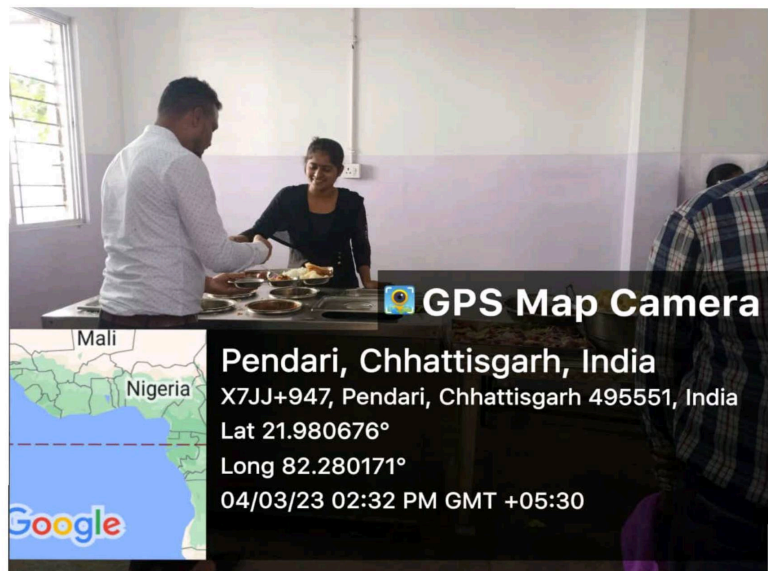 GPS Map Camera
Mali
Nigeria
Google
Pendari, Chhattisgarh, India
X7JJ+947, Pendari, Chhattisgarh 495551, India
Lat 21.980676°
Long 82.280171°
04/03/23 02:32 PM GMT +05:30